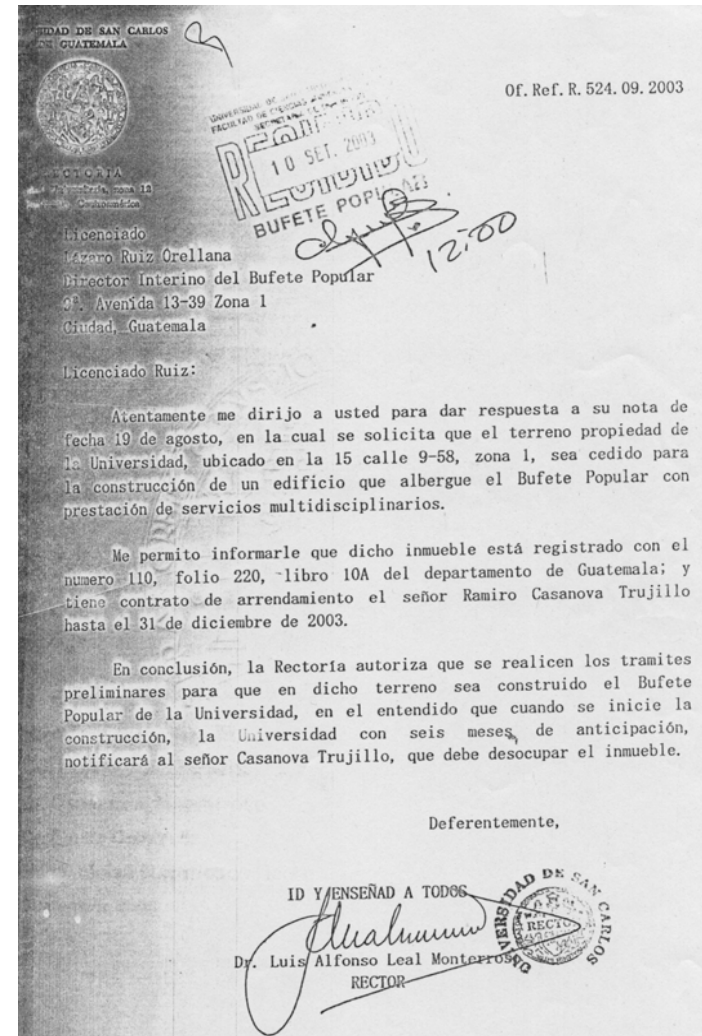 SIDAD DE SAN CARLOS
DE GUATEMALA
Of. Ref. R. 524. 09. 2003
RECTORIA
zona 12
Centroamérica
RECIBIDO
10 SET. 2003
BUFETE POPULAR
12:00
Licenciado
Lázaro Ruiz Orellana
Director Interino del Bufete Popular
9ª. Avenida 13-39 Zona 1
Ciudad, Guatemala
Licenciado Ruiz:
Atentamente me dirijo a usted para dar respuesta a su nota de
fecha 19 de agosto, en la cual se solicita que el terreno propiedad de
la Universidad, ubicado en la 15 calle 9-58, zona 1, sea cedido para
la construcción de un edificio que albergue el Bufete Popular con
prestación de servicios multidisciplinarios.
Me permito informarle que dicho inmueble está registrado con el
numero 110, folio 220, libro 10A del departamento de Guatemala; y
tiene contrato de arrendamiento el señor Ramiro Casanova Trujillo
hasta el 31 de diciembre de 2003.
En conclusión, la Rectoría autoriza que se realicen los tramites
preliminares para que en dicho terreno sea construido el Bufete
Popular de la Universidad, en el entendido que cuando se inicie la
construcción, la Universidad con seis meses, de anticipación,
notificará al señor Casanova Trujillo, que debe desocupar el inmueble.
Deferentemente,
ID Y ENSEÑAD A TODOS
UNIVERSIDAD DE SAN CARLOS
RECTOR
Dr. Luis Alfonso Leal Monterroso
RECTOR